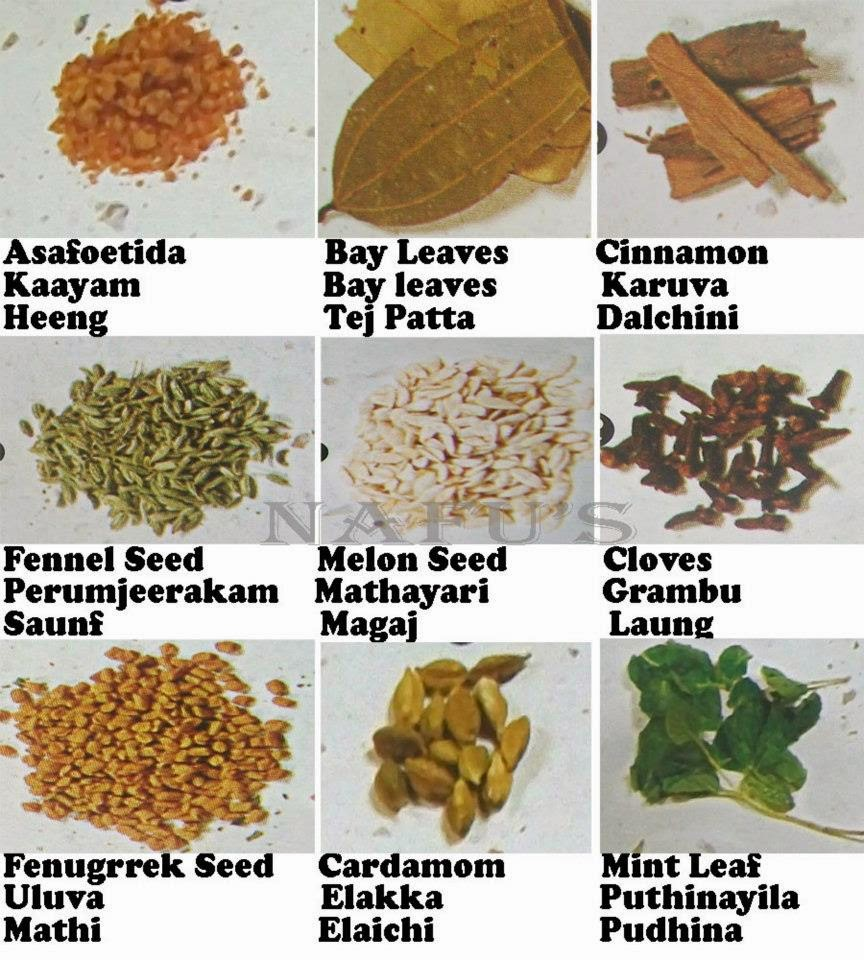 Asafoetida
Kaayam
Heeng
Bay Leaves
Bay leaves
Tej Patta
Cinnamon
Karuva
Dalchini
NAFU'S
Fennel Seed
Perumjeerakam
Saunf
Melon Seed
Mathayari
Magaj
Cloves
Grambu
Laung
Fenugrrek Seed
Uluva
Mathi
Cardamom
Elakka
Elaichi
Mint Leaf
Puthinayila
Pudhina